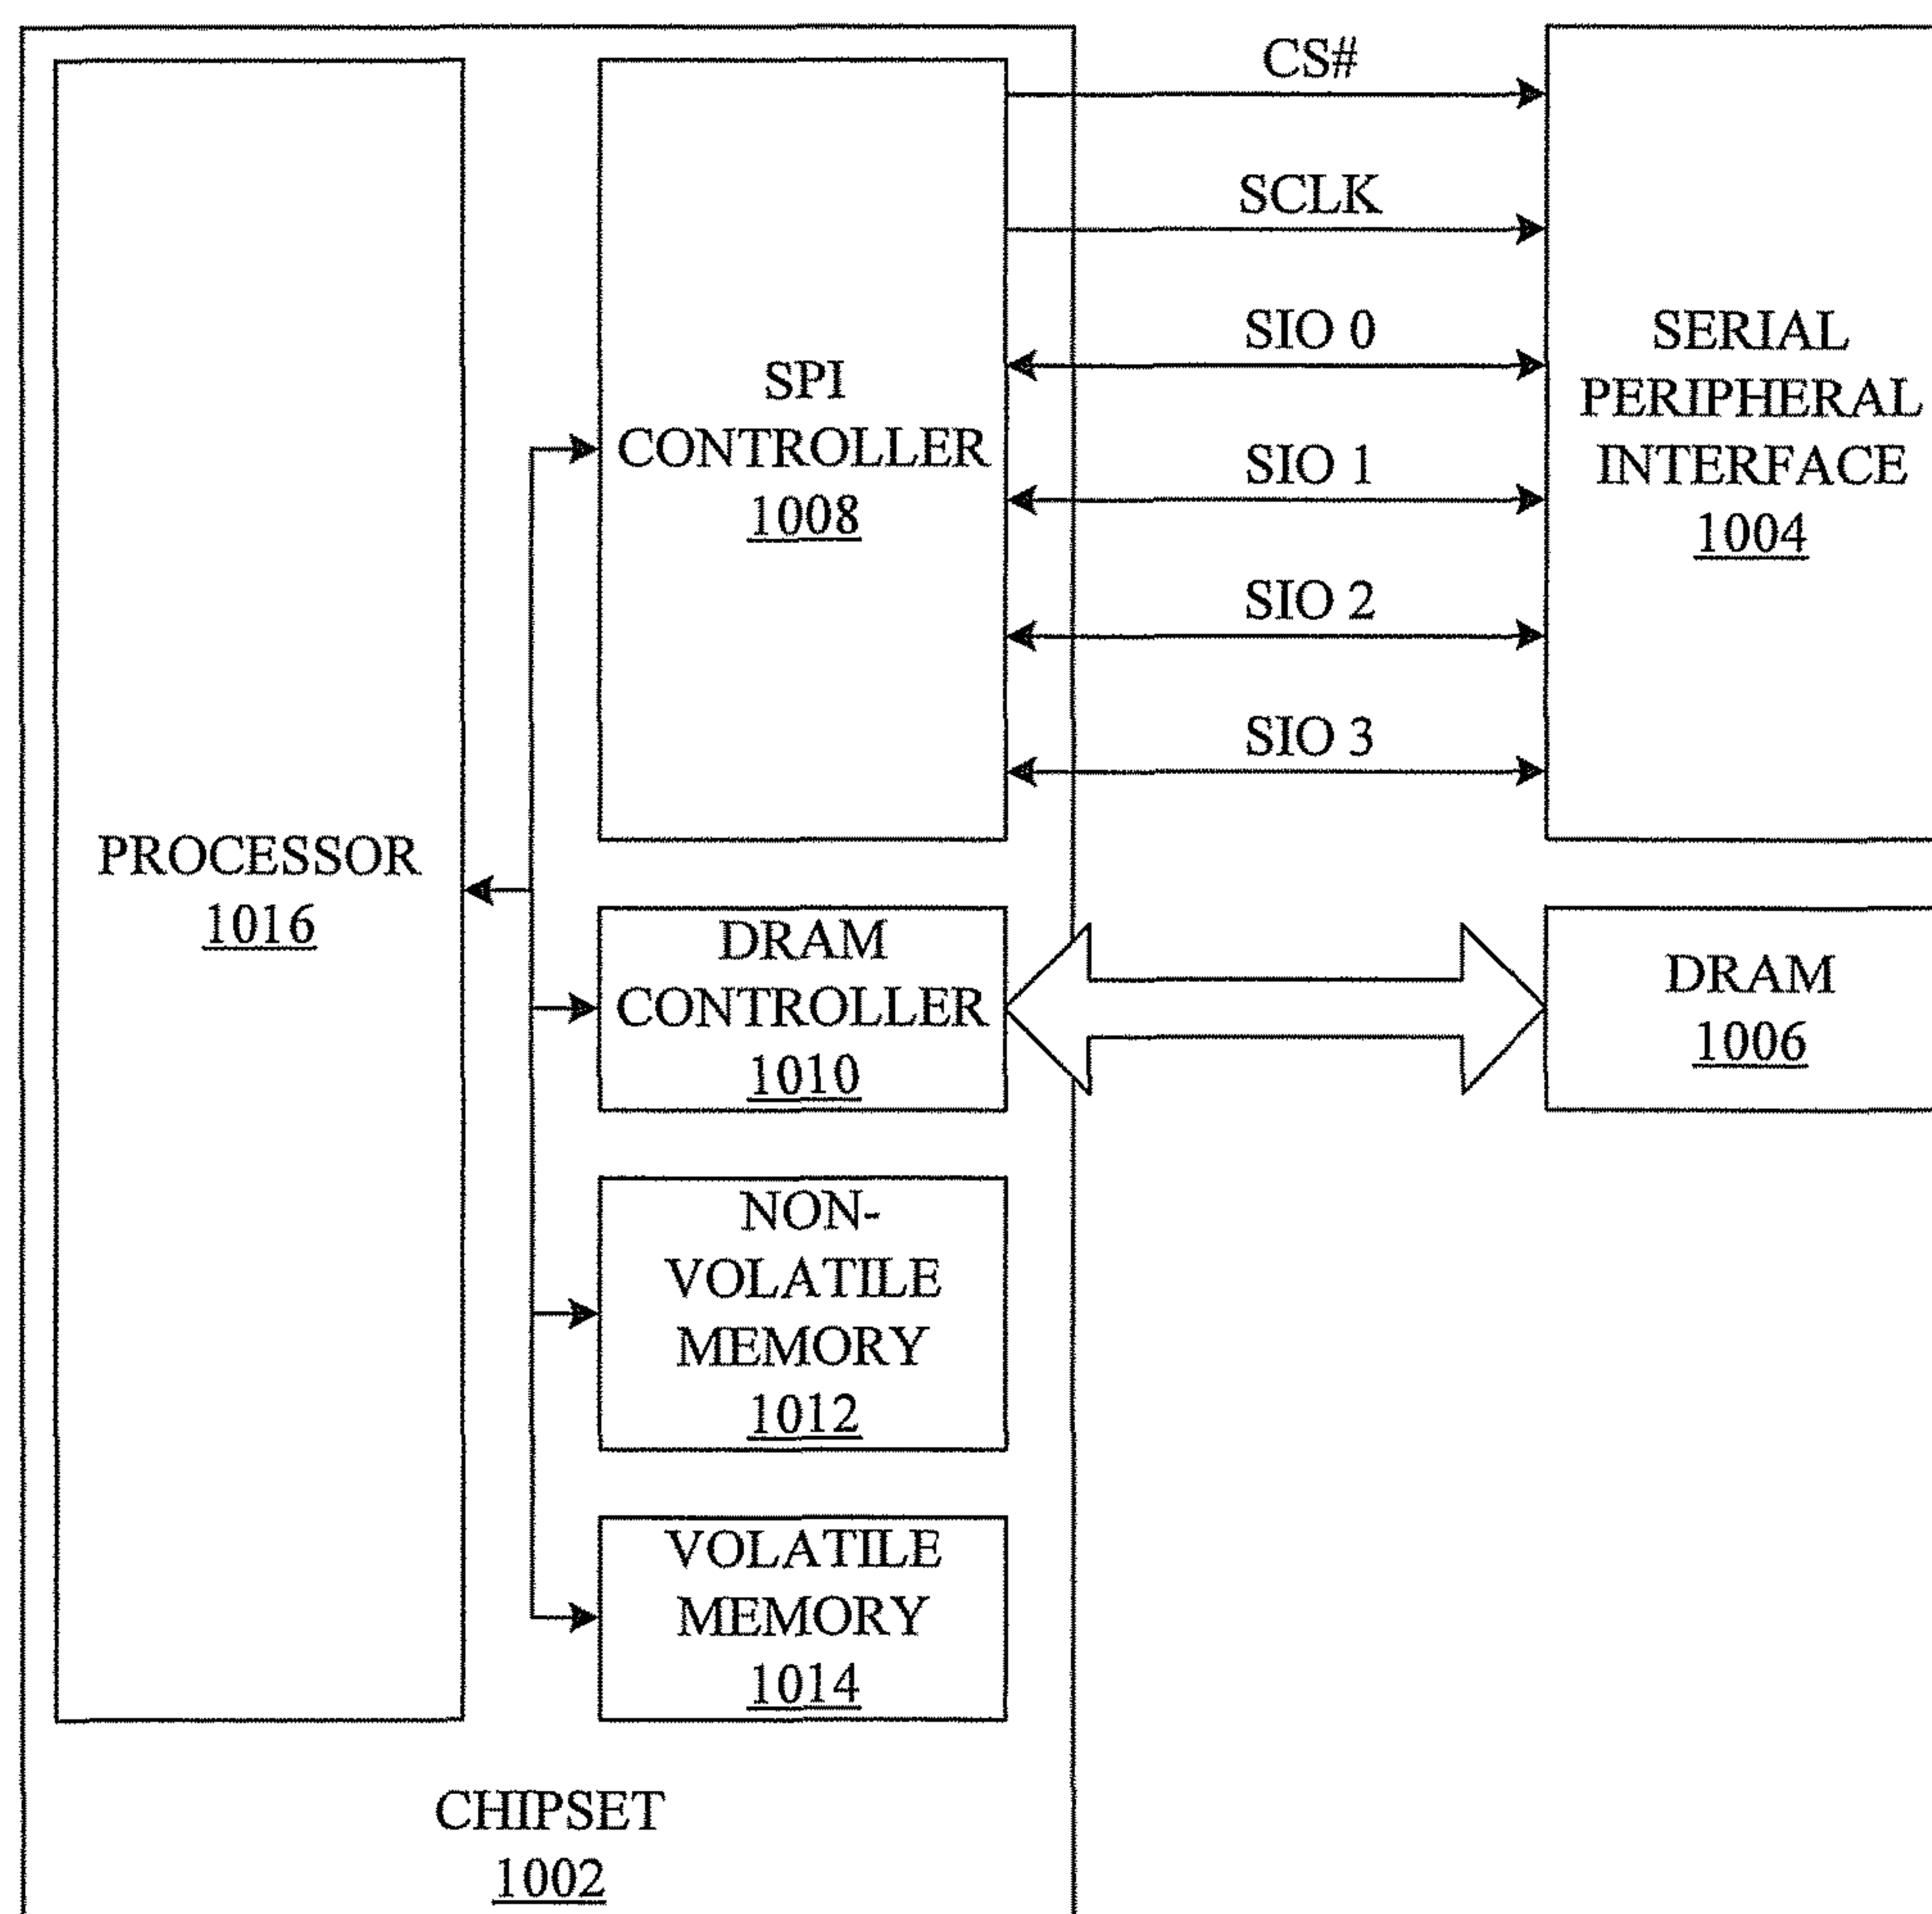 CS#
SCLK
SIO 0
SIO 1
SIO 2
SIO 3
SPI
CONTROLLER
1008
SERIAL
PERIPHERAL
INTERFACE
1004
PROCESSOR
1016
DRAM
CONTROLLER
1010
DRAM
1006
NON-
VOLATILE
MEMORY
1012
VOLATILE
MEMORY
1014
CHIPSET
1002